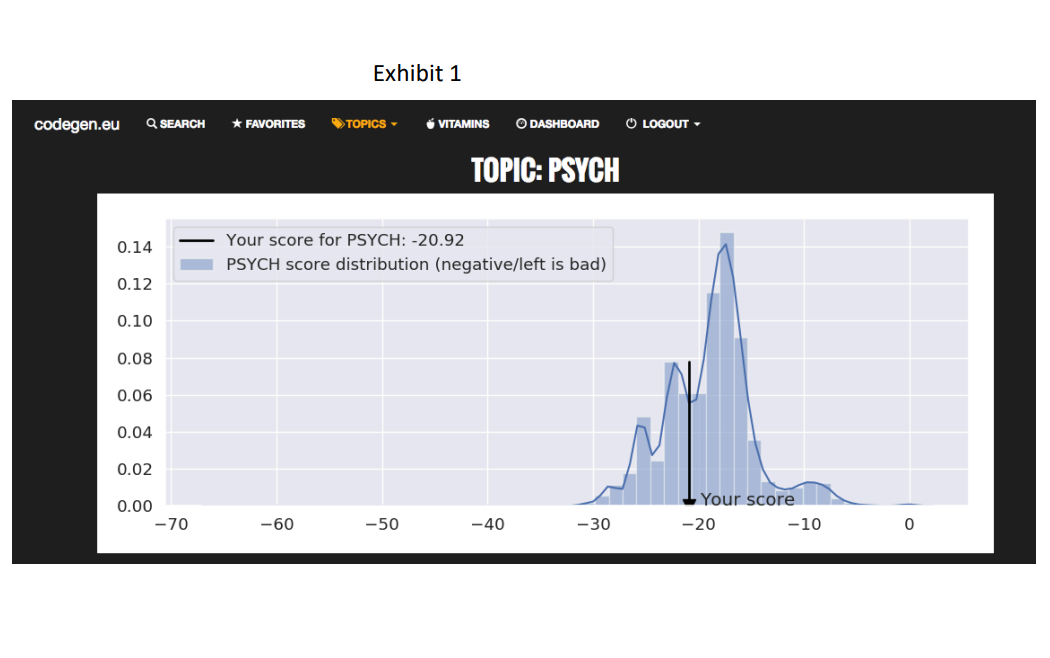 Exhibit 1
codegen.eu SEARCH FAVORITES TOPICS VITAMINS DASHBOARD LOGOUT
TOPIC: PSYCH
Your score for PSYCH: -20.92
PSYCH score distribution (negative/left is bad)
0.14
0.12
0.10
0.08
0.06
0.04
0.02
0.00
Your score
−70 −60 −50 −40 −30 −20 −10 0